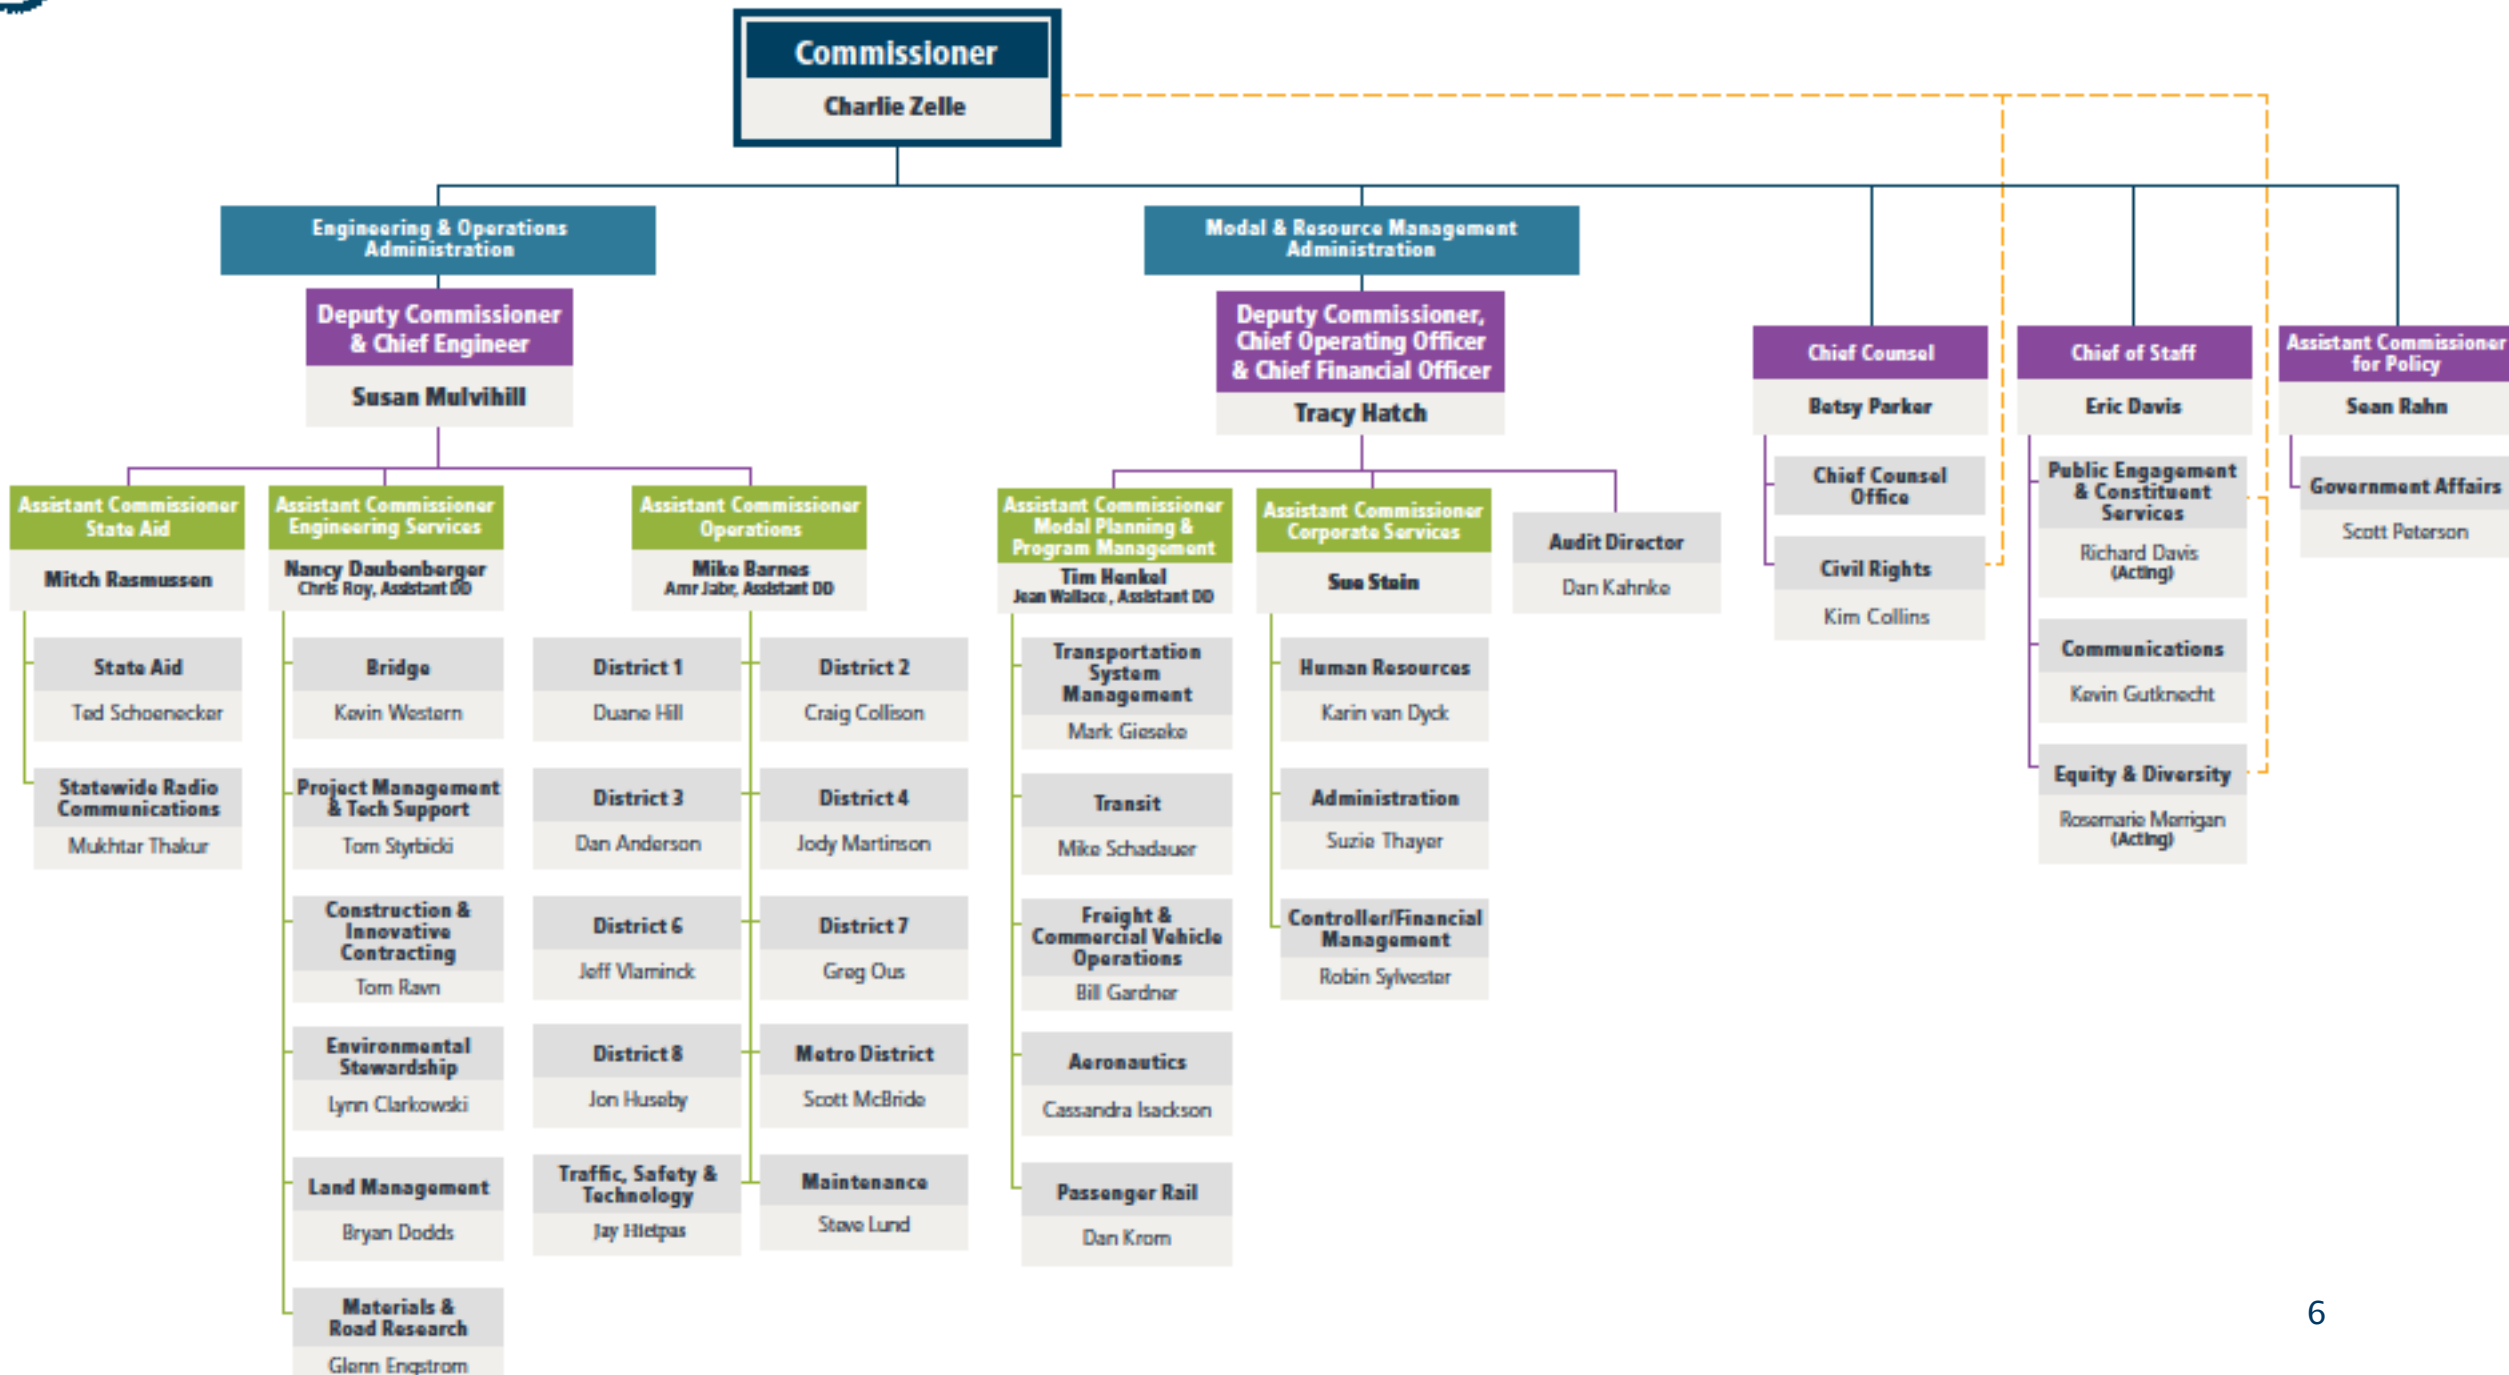 Commissioner
Charlie Zelle
Engineering & Operations
Administration
Deputy Commissioner
& Chief Engineer
Susan Mulvihill
Assistant Commissioner
State Aid
Mitch Rasmussen
State Aid
Ted Schoenecker
Statewide Radio
Communications
Mukhtar Thakur
Assistant Commissioner
Engineering Services
Nancy Daubenberger
Chris Roy, Assistant DD
Bridge
Kevin Western
Project Management
& Tech Support
Tom Styrbicki
Construction &
Innovative
Contracting
Tom Ravn
Environmental
Stewardship
Lynn Clarkowski
Land Management
Bryan Dodds
Materials &
Road Research
Glenn Engstrom
Assistant Commissioner
Operations
Mike Barnes
Amr Jabr, Assistant DD
District 1
Duane Hill
District 2
Craig Collison
District 3
Dan Anderson
District 4
Jody Martinson
District 6
Jeff Vlaminck
District 7
Greg Ous
District 8
Jon Huseby
Metro District
Scott McBride
Traffic, Safety &
Technology
Jay Hietpas
Maintenance
Steve Lund
Modal & Resource Management
Administration
Deputy Commissioner,
Chief Operating Officer
& Chief Financial Officer
Tracy Hatch
Assistant Commissioner
Modal Planning &
Program Management
Tim Henkel
Jean Wallace, Assistant DD
Transportation
System
Management
Mark Gieseke
Transit
Mike Schadauer
Freight &
Commercial Vehicle
Operations
Bill Gardner
Aeronautics
Cassandra Isackson
Passenger Rail
Dan Krom
Assistant Commissioner
Corporate Services
Sue Stein
Human Resources
Karin van Dyck
Administration
Suzie Thayer
Controller/Financial
Management
Robin Sylvester
Audit Director
Dan Kahnke
Chief Counsel
Betsy Parker
Chief Counsel
Office
Civil Rights
Kim Collins
Chief of Staff
Eric Davis
Public Engagement
& Constituent
Services
Richard Davis
(Acting)
Communications
Kevin Gutknecht
Equity & Diversity
Rosemarie Merrigan
(Acting)
Assistant Commissioner
for Policy
Sean Rahn
Government Affairs
Scott Peterson
6